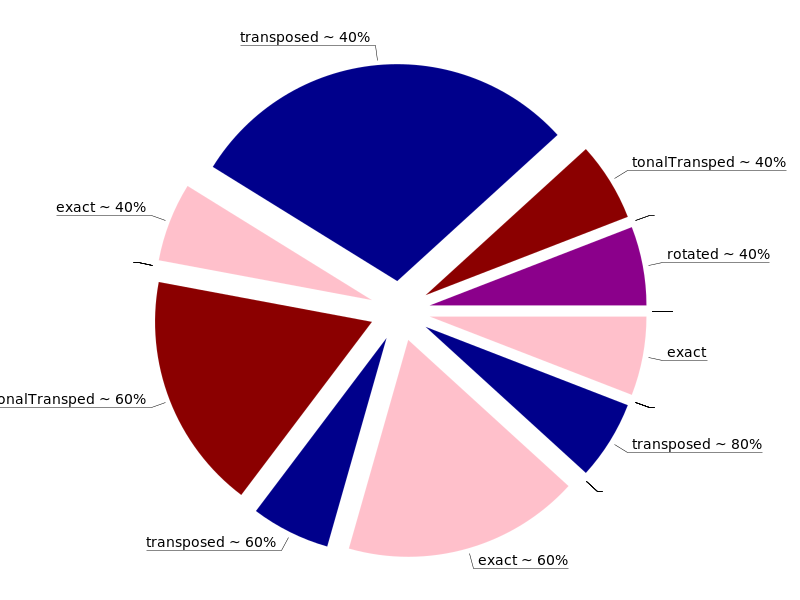 transposed ~ 40%
tonalTransped ~ 40%
exact ~ 40%
rotated ~ 40%
exact
onalTransped ~ 60%
transposed ~ 80%
transposed ~ 60%
exact ~ 60%